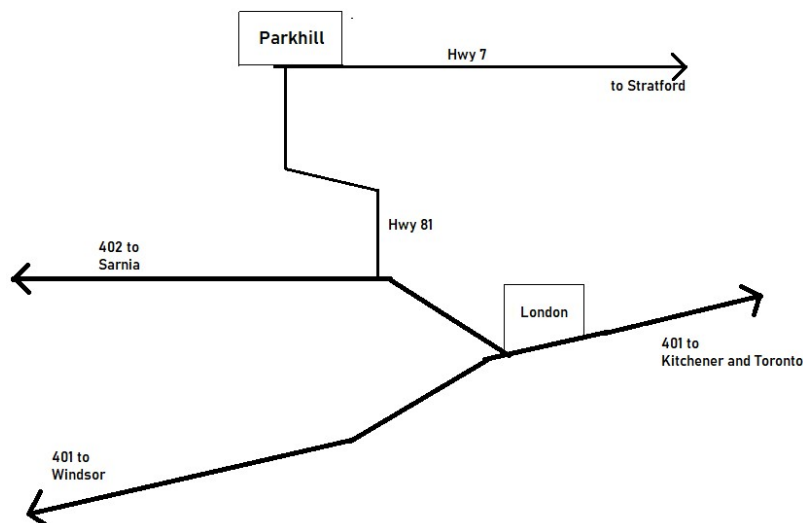 Parkhill
Hwy 7
to Stratford
Hwy 81
402 to
Sarnia
London
401 to
Kitchener and Toronto
401 to
Windsor